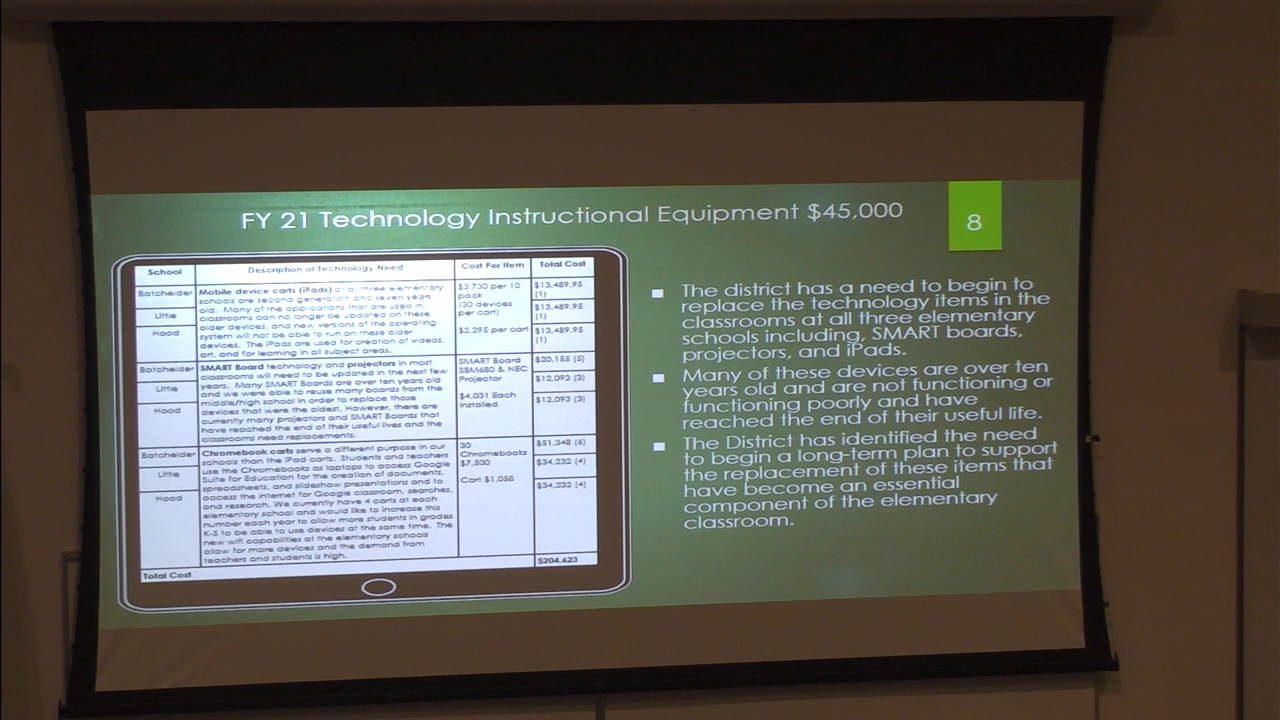 FY 21 Technology Instructional Equipment $45,000
8
School Description of Technology Need Cost Per Item Total Cost
Batchelder
Little
Hood
Mobile device carts (iPads) at all three elementary
schools are second generation and seven years
old. Many of the applications that are used in
classrooms can no longer be updated on these
older devices, and new versions of the operating
system will not be able to run on these older
devices. The iPads are used for creation of videos,
art, and for learning in all subject areas.
$3,730 per 10
pack
(30 devices
per cart)
$2,295 per cart
$13,489.95
(1)
$13,489.95
(1)
$13,489.95
(1)
Batchelder
Little
Hood
SMART Board technology and projectors in most
classrooms will need to be updated in the next few
years. Many SMART Boards are over ten years old
and we were able to reuse many boards from the
middle/high school in order to replace those
devices that were the oldest. However, there are
currently many projectors and SMART Boards that
have reached the end of their useful lives and the
classrooms need replacements.
SMART Board
SBM680 & NEC
Projector
$4,031 Each
Installed
$20,155 (5)
$12,093 (3)
$12,093 (3)
Batchelder
Little
Hood
Chromebook carts serve a different purpose in our
schools than the iPad carts. Students and teachers
use the Chromebooks as laptops to access Google
Suite for Education for the creation of documents,
spreadsheets, and slideshow presentations and to
access the internet for Google classroom, searches,
and research. We currently have 4 carts at each
elementary school and would like to increase this
number each year to allow more students in grades
K-5 to be able to use devices at the same time. The
new wifi capabilities at the elementary schools
allow for more devices and the demand from
teachers and students is high.
30
Chromebooks
$7,500
Cart $1,058
$51,348 (6)
$34,232 (4)
$34,232 (4)
Total Cost $204,623
The district has a need to begin to
replace the technology items in the
classrooms at all three elementary
schools including, SMART boards,
projectors, and iPads.
Many of these devices are over ten
years old and are not functioning or
functioning poorly and have
reached the end of their useful life.
The District has identified the need
to begin a long-term plan to support
the replacement of these items that
have become an essential
component of the elementary
classroom.